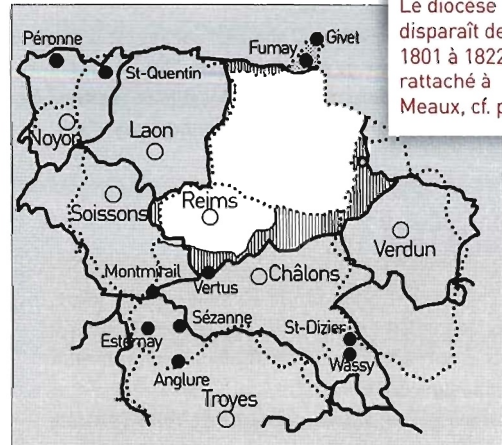 Le diocèse
disparaît de
1801 à 1822
rattaché à
Meaux, cf. p
Péronne
St-Quentin
Fumay
Givet
Noyon
Laon
Soissons
Reims
Verdun
Montmirail
Vertus
Châlons
Sézanne
Esternay
St-Dizier
Wassy
Anglure
Troyes